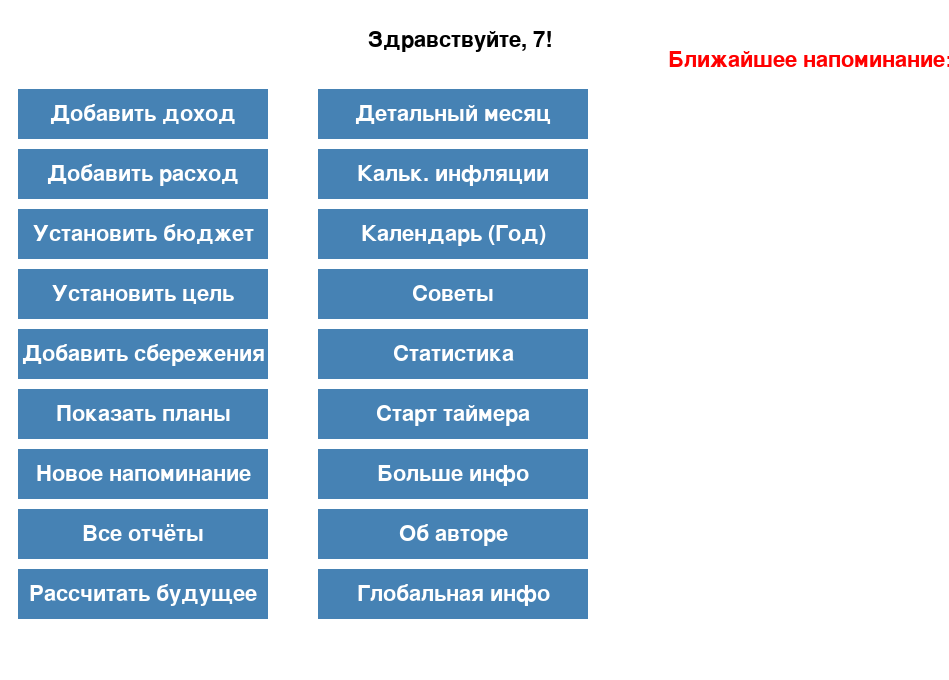 Здравствуйте, 7!
Ближайшее напоминание:
Добавить доход
Добавить расход
Установить бюджет
Установить цель
Добавить сбережения
Показать планы
Новое напоминание
Все отчёты
Рассчитать будущее
Детальный месяц
Кальк. инфляции
Календарь (Год)
Советы
Статистика
Старт таймера
Больше инфо
Об авторе
Глобальная инфо